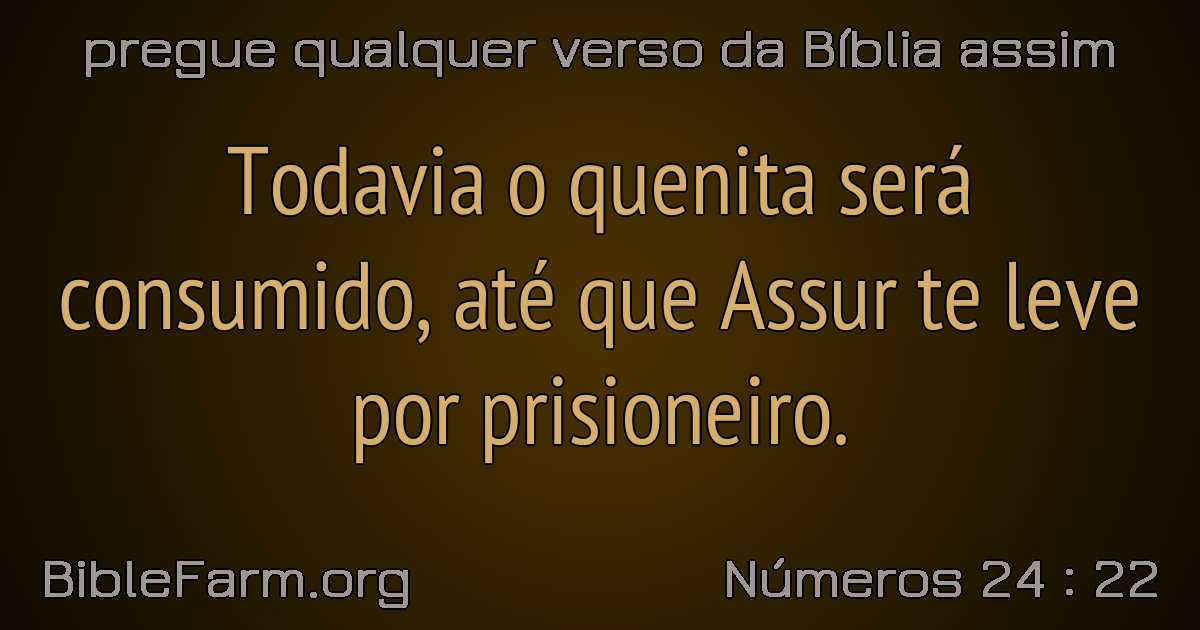 pregue qualquer verso da Bíblia assim
Todavia o quenita será
consumido, até que Assur te leve
por prisioneiro.
BibleFarm.org
Números 24 : 22